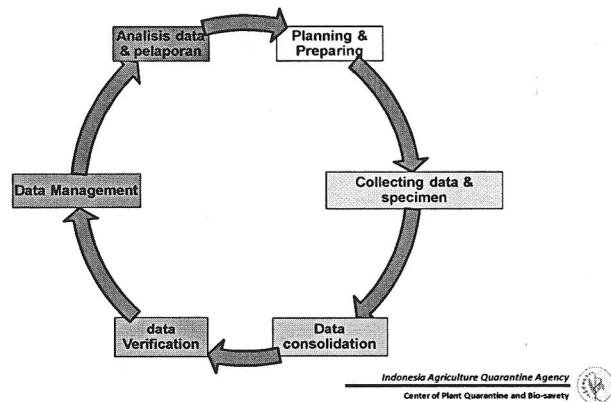 Analisis data
& pelaporan
Planning &
Preparing
Collecting data &
specimen
Data
consolidation
data
Verification
Data Management
Indonesia Agriculture Quarantine Agency
Center of Plant Quarantine and Bio-savety